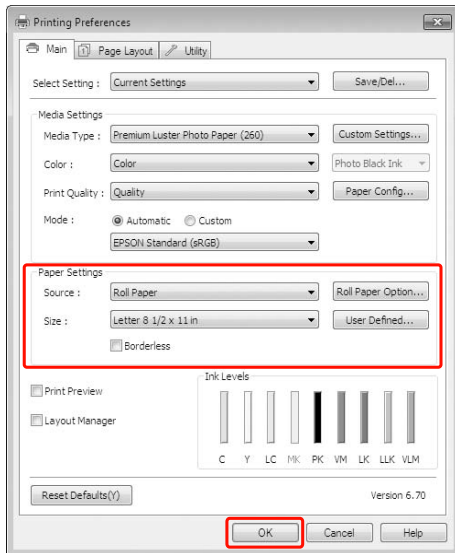 Printing Preferences
Main Page Layout Utility
Select Setting : Current Settings Save/Del...
Media Settings
Media Type : Premium Luster Photo Paper (260) Custom Settings...
Color : Color Photo Black Ink
Print Quality : Quality Paper Config...
Mode : Automatic Custom
EPSON Standard (sRGB)
Paper Settings
Source : Roll Paper Roll Paper Option...
Size : Letter 8 1/2 x 11 in User Defined...
Borderless
Ink Levels
Print Preview
Layout Manager
C Y LC MK PK VM LK LLK VLM
Reset Defaults(Y) Version 6.70
OK Cancel Help